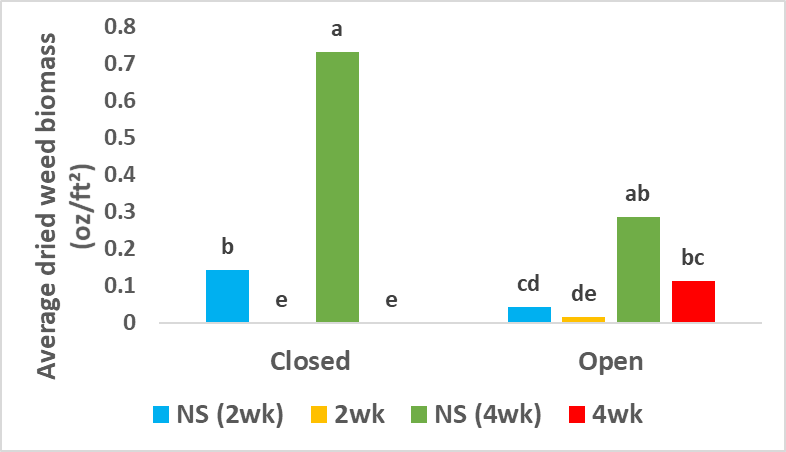 Average dried weed biomass
(oz/ft²)
0.8
0.7
0.6
0.5
0.4
0.3
0.2
0.1
0
b
e
a
e
cd
de
ab
bc
Closed
Open
NS (2wk)
2wk
NS (4wk)
4wk